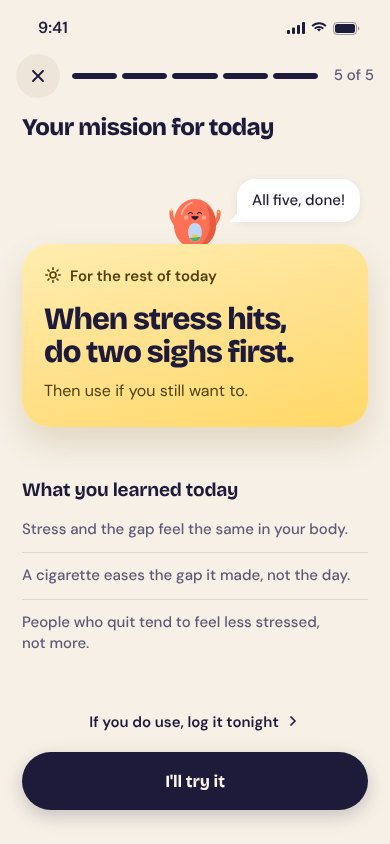 9:41
5 of 5
Your mission for today
All five, done!
For the rest of today
When stress hits,
do two sighs first.
Then use if you still want to.
What you learned today
Stress and the gap feel the same in your body.
A cigarette eases the gap it made, not the day.
People who quit tend to feel less stressed,
not more.
If you do use, log it tonight
I'll try it